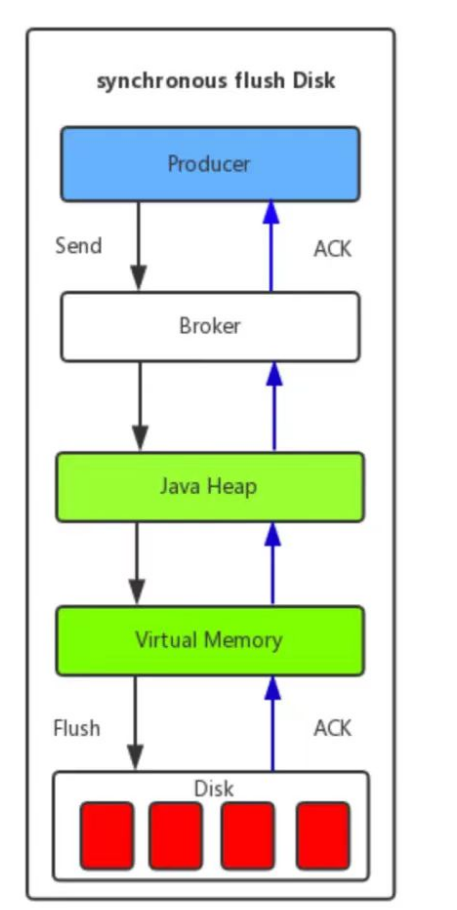 synchronous flush Disk
Producer
Send
ACK
Broker
Java Heap
Virtual Memory
Flush
ACK
Disk